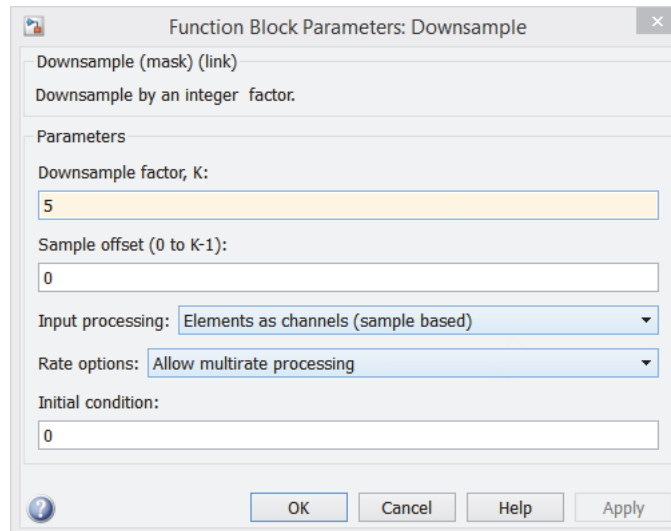 Function Block Parameters: Downsample
Downsample (mask) (link)
Downsample by an integer factor.
Parameters
Downsample factor, K:
5
Sample offset (0 to K-1):
0
Input processing: Elements as channels (sample based)
Rate options: Allow multirate processing
Initial condition:
0
OK Cancel Help Apply